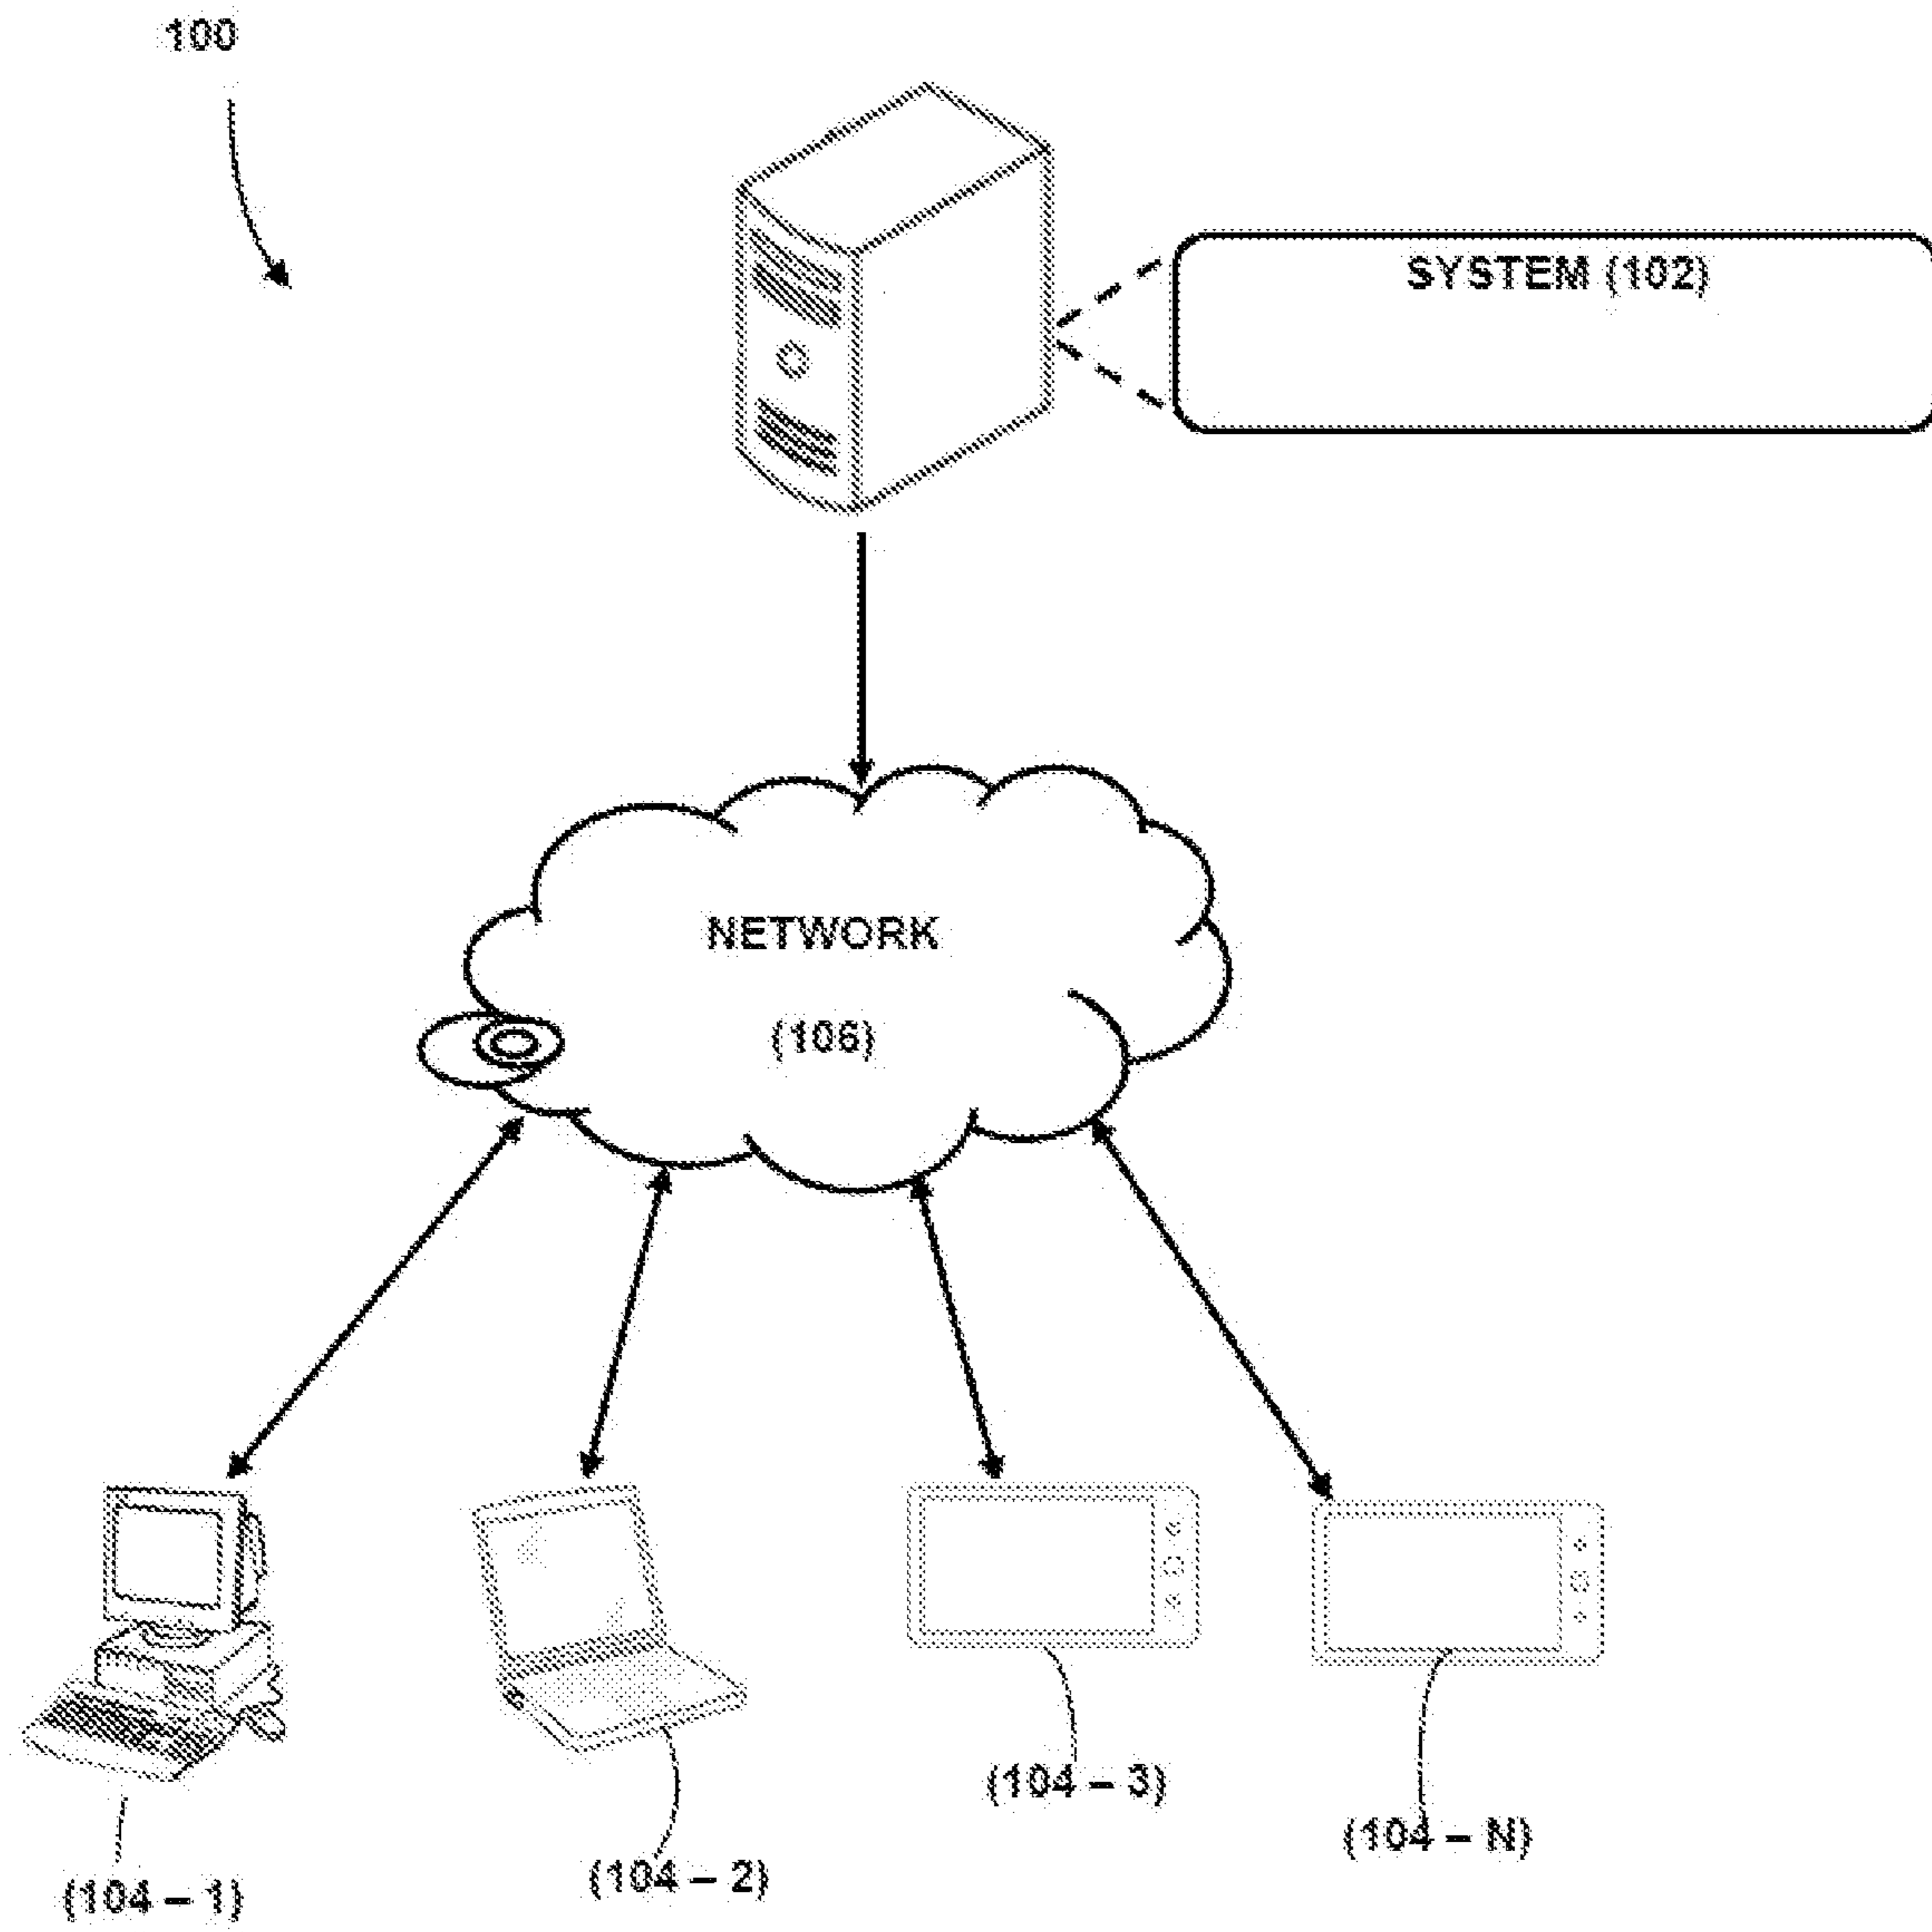 100
SYSTEM (102)
NETWORK
(106)
(104 – 1)
(104 – 2)
(104 – 3)
(104 – N)